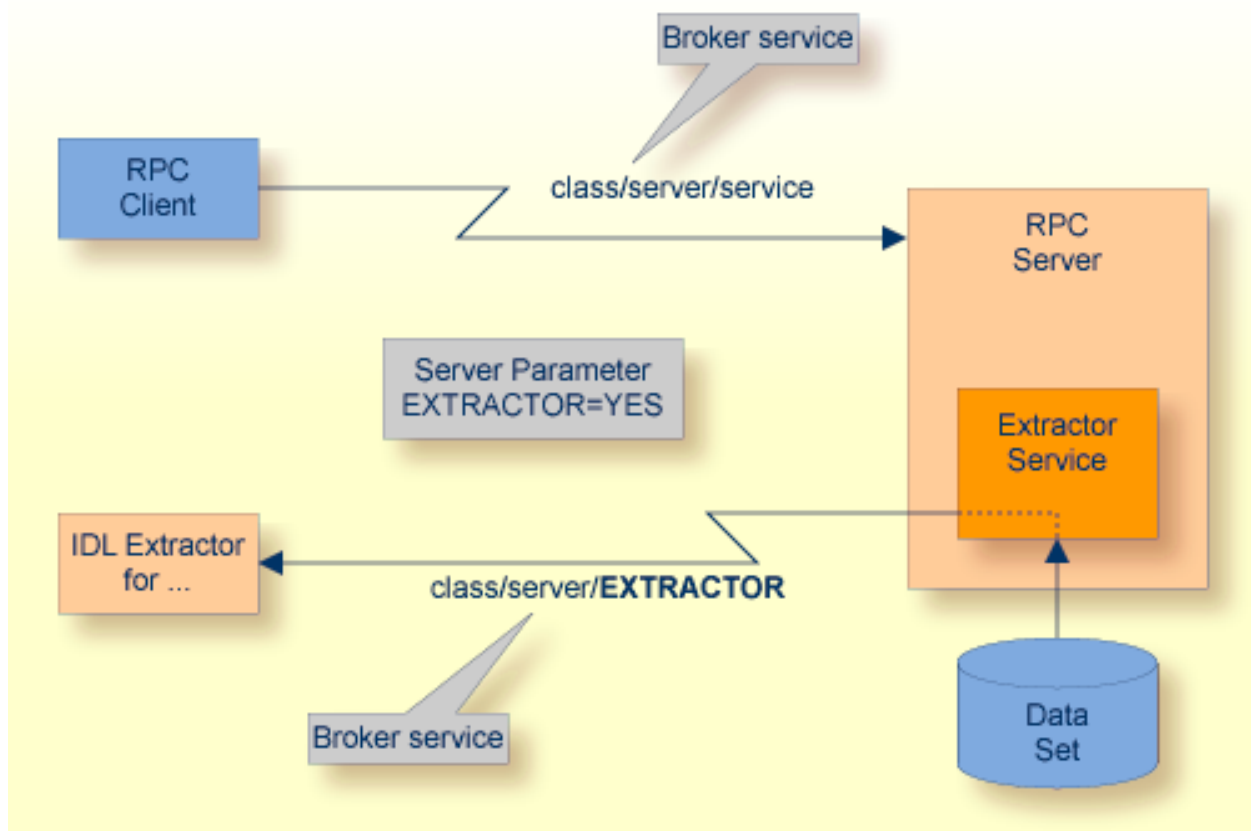 Broker service
RPC
Client
class/server/service
RPC
Server
Server Parameter
EXTRACTOR=YES
Extractor
Service
IDL Extractor
for ...
class/server/EXTRACTOR
Broker service
Data
Set